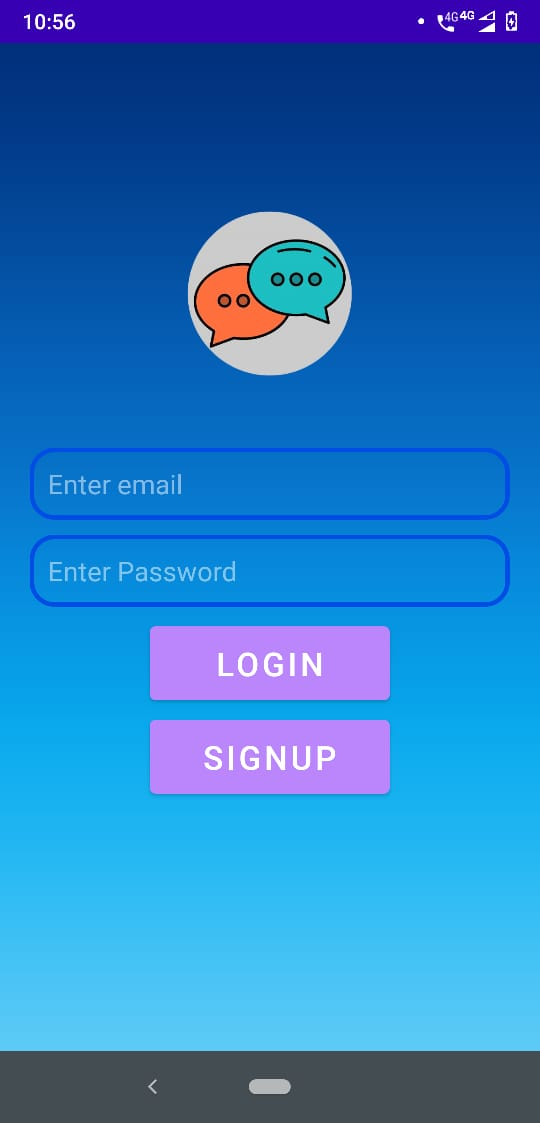 10:56
4G 4G
Enter email
Enter Password
LOGIN
SIGNUP